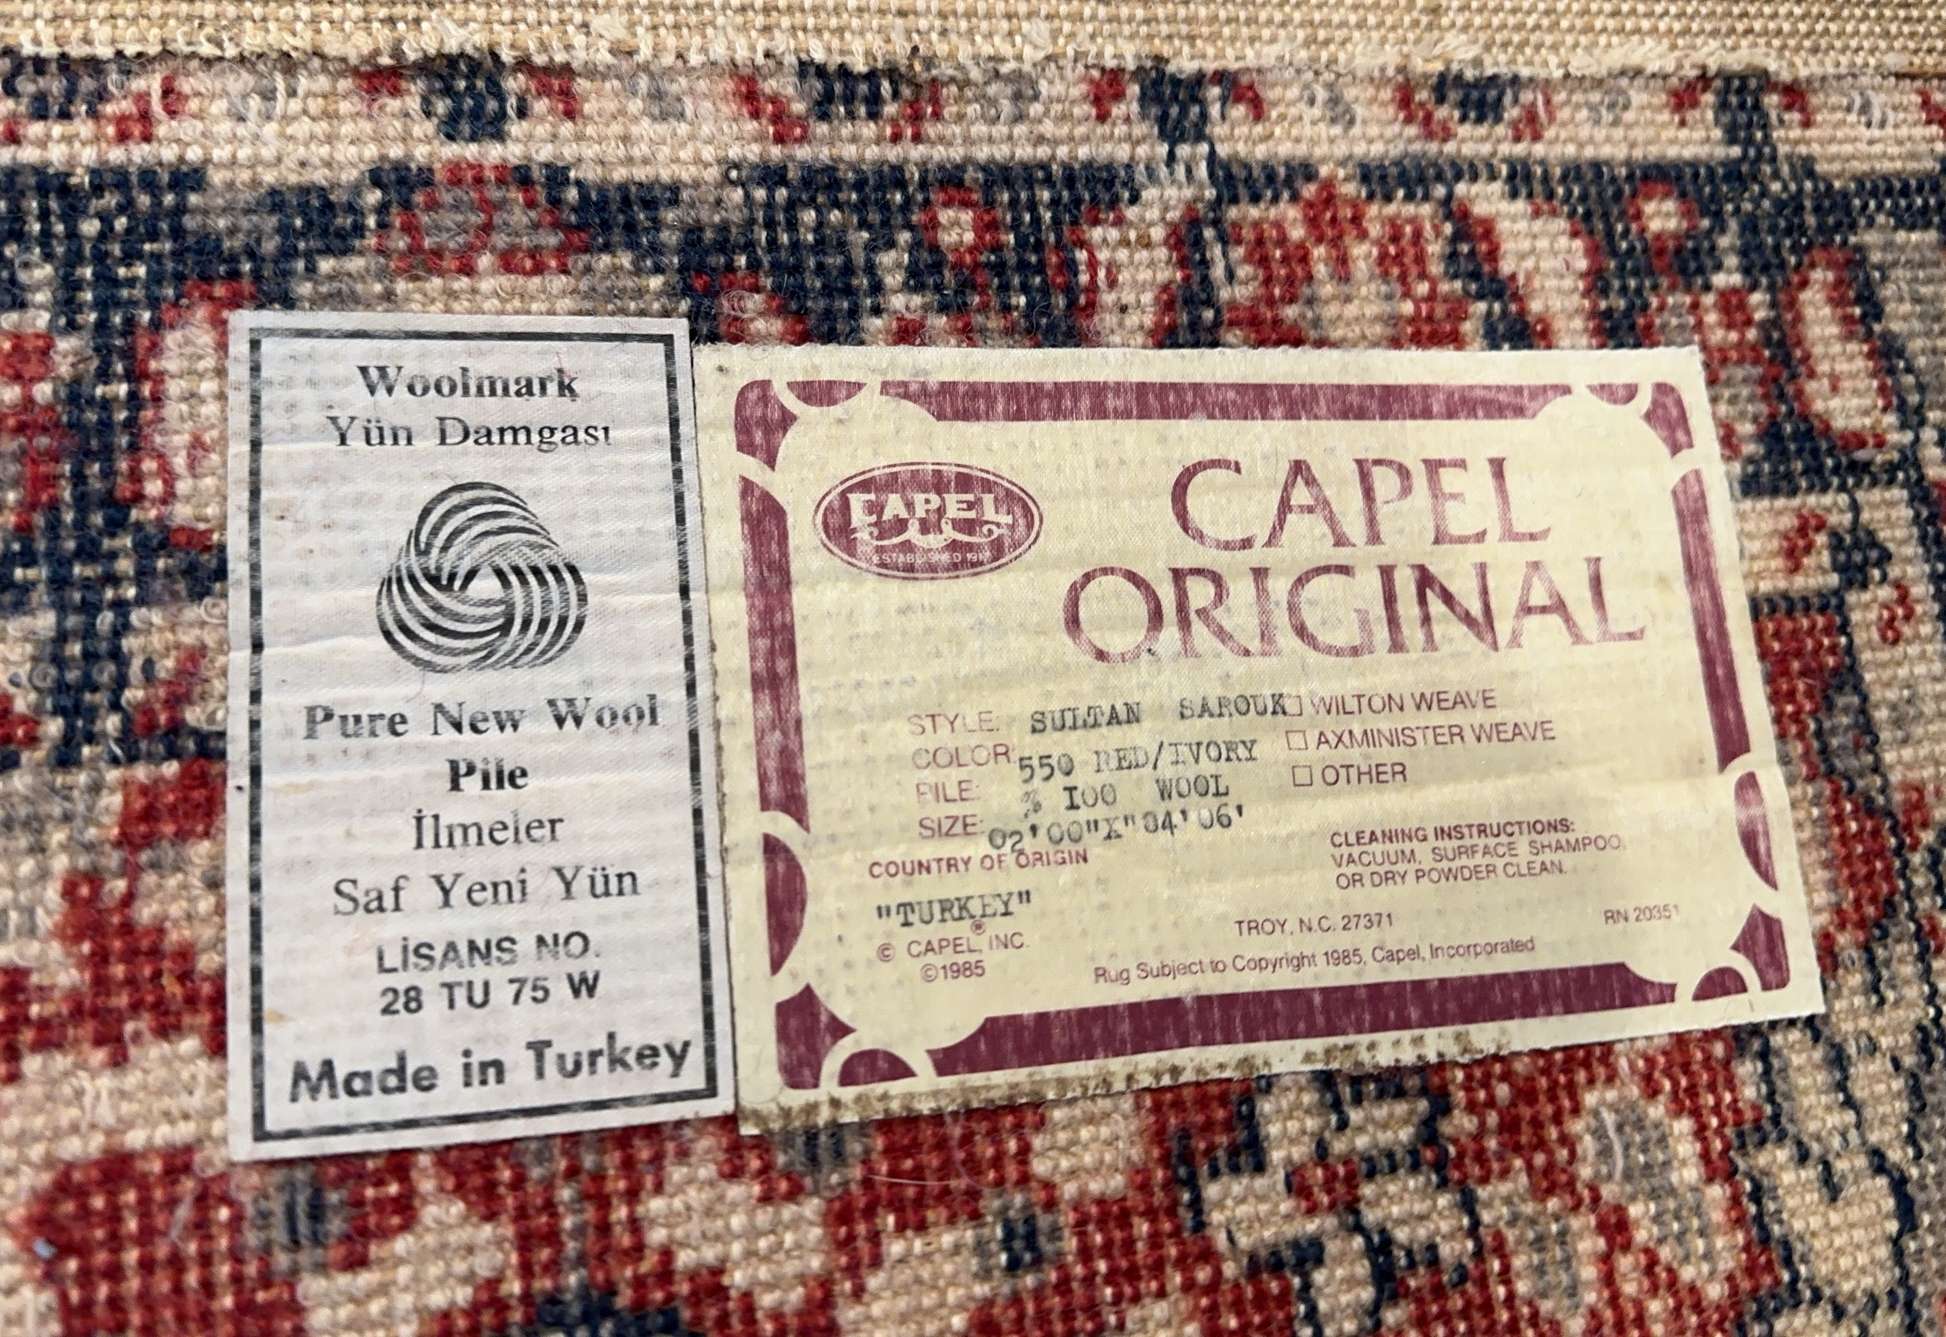 Woolmark
Yün Damgası
Pure New Wool
Pile
İlmeler
Saf Yeni Yün
LİSANS NO.
28 TU 75 W
Made in Turkey
CAPEL
ESTABLISHED 1917
CAPEL
ORIGINAL
STYLE: SULTAN SAROUK
COLOR: 550 RED/IVORY
PILE: % I00 WOOL
SIZE: 02'00"X"04'06'
WILTON WEAVE
AXMINISTER WEAVE
OTHER
COUNTRY OF ORIGIN
"TURKEY"
© CAPEL, INC.®
©1985
CLEANING INSTRUCTIONS:
VACUUM, SURFACE SHAMPOO,
OR DRY POWDER CLEAN.
TROY, N.C. 27371
RN 20351
Rug Subject to Copyright 1985, Capel, Incorporated